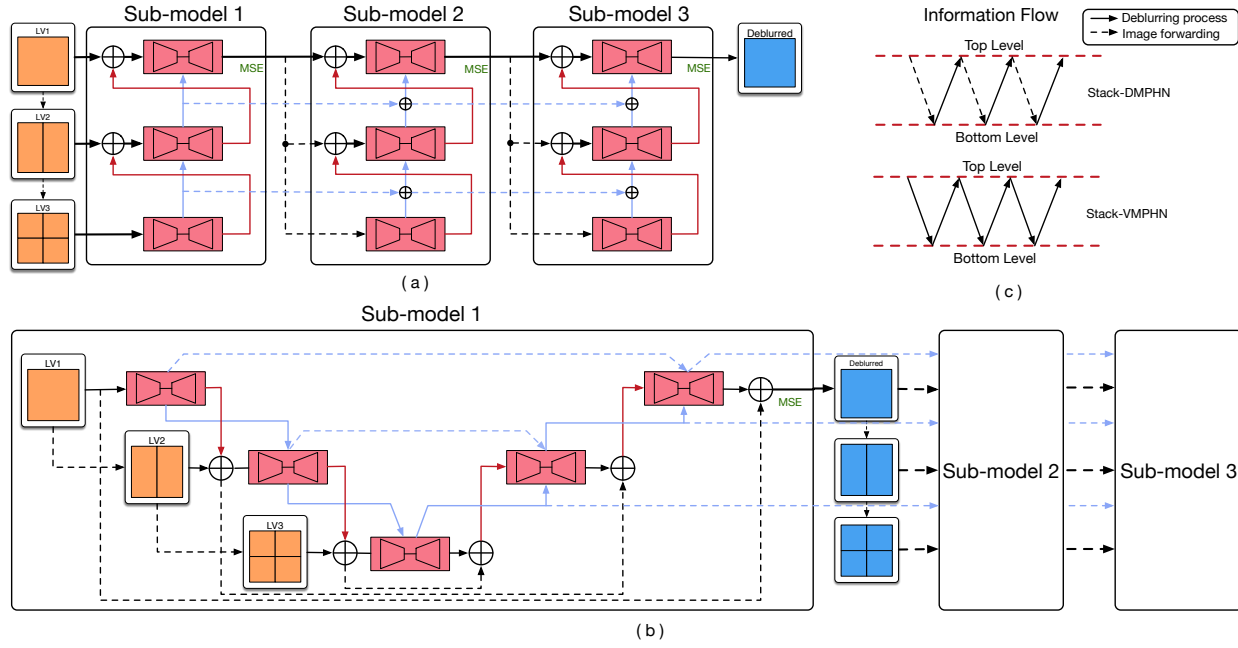 Sub-model 1
Sub-model 2
Sub-model 3
LV1
LV2
LV3
MSE
MSE
MSE
Deblurred
( a )
Information Flow
Deblurring process
Image forwarding
Top Level
Stack-DMPHN
Bottom Level
Top Level
Stack-VMPHN
Bottom Level
( c )
Sub-model 1
LV1
LV2
LV3
MSE
Deblurred
Sub-model 2
Sub-model 3
( b )